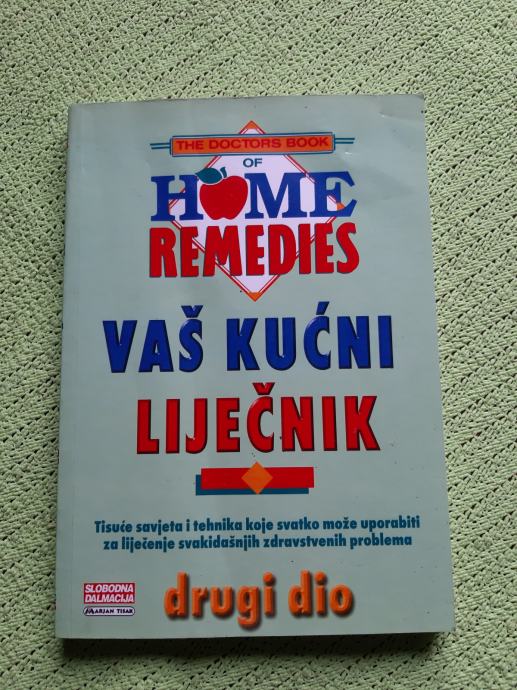 THE DOCTORS BOOK
OF
HOME
REMEDIES
VAŠ KUĆNI
LIJEČNIK
Tisuće savjeta i tehnika koje svatko može uporabiti
za liječenje svakidašnjih zdravstvenih problema
SLOBODNA
DALMACIJA
MARJAN TISAK
drugi dio